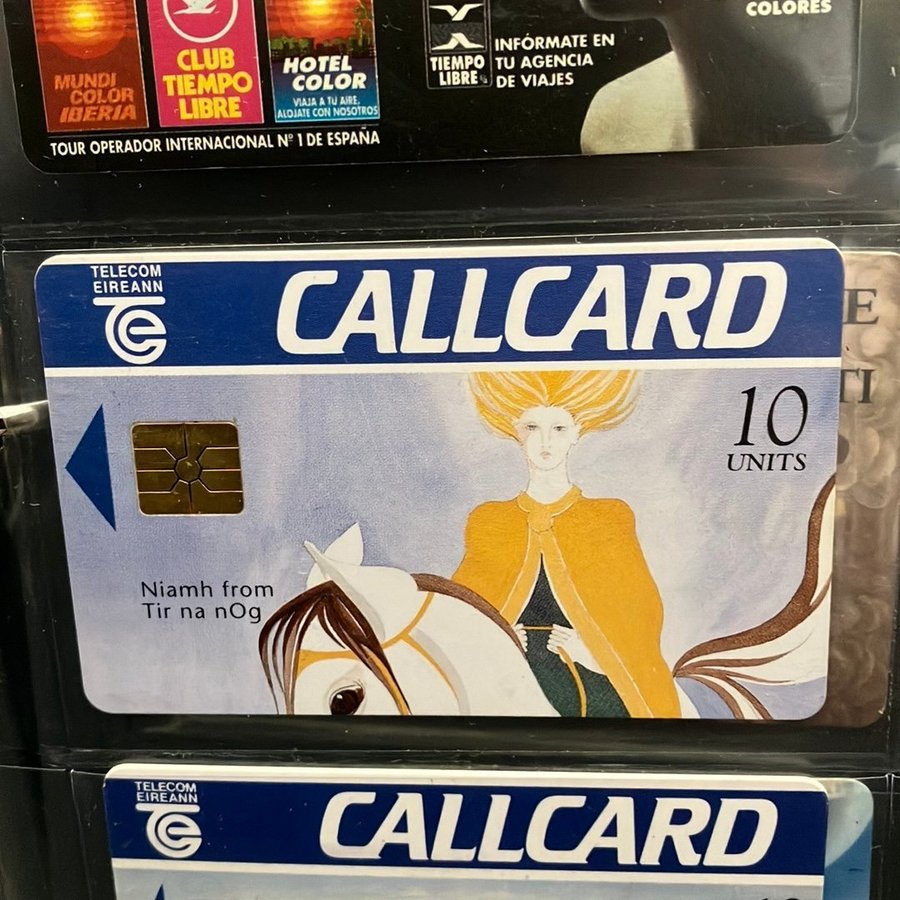 MUNDI
COLOR
IBERIA
CLUB
TIEMPO
LIBRE
HOTEL
COLOR
VIAJA A TU AIRE.
ALOJATE CON NOSOTROS
TIEMPO
LIBRE
INFÓRMATE EN
TU AGENCIA
DE VIAJES
COLORES
TOUR OPERADOR INTERNACIONAL Nº 1 DE ESPAÑA
TELECOM
EIREANN
CALLCARD
10
UNITS
Niamh from
Tir na nOg
E
TI
TELECOM
EIREANN
CALLCARD